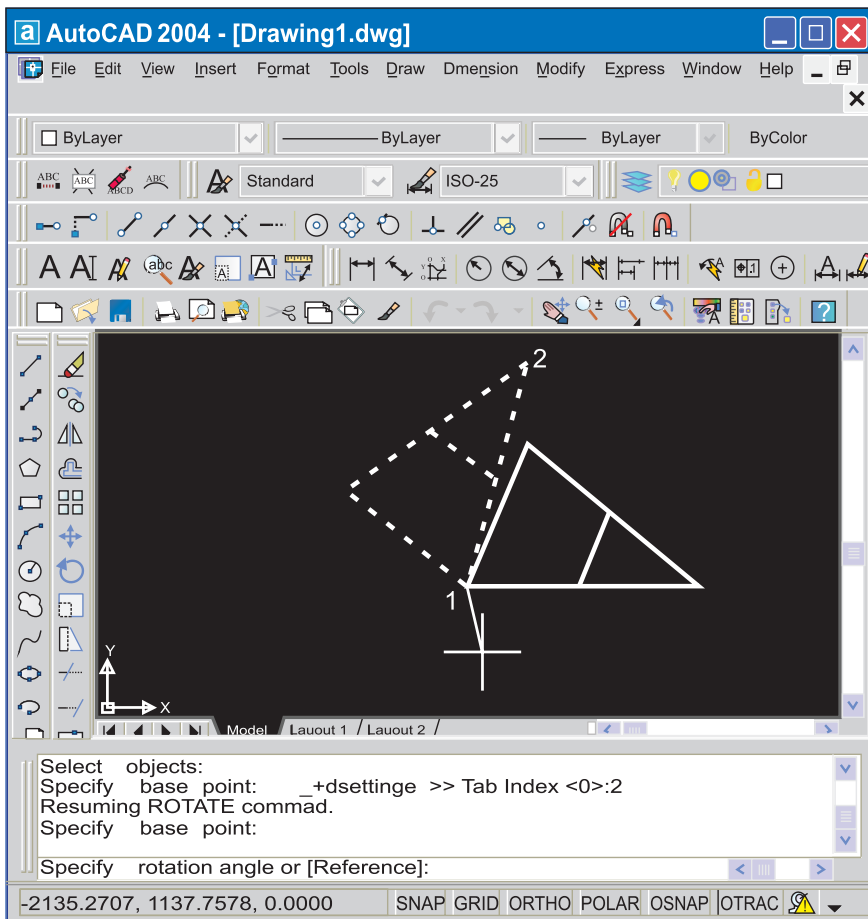 a AutoCAD 2004 - [Drawing1.dwg]
File Edit View Insert Format Tools Draw Dmension Modify Express Window Help
ByLayer ByLayer ByLayer ByColor
ABC ABC ABCD ABC Standard ISO-25
A A A abc A A A
2
1
Y
X
Model Lauout 1 / Lauout 2 /
Select objects:
Specify base point: _+dsettinge >> Tab Index <0>:2
Resuming ROTATE commad.
Specify base point:
Specify rotation angle or [Reference]:
-2135.2707, 1137.7578, 0.0000 SNAP GRID ORTHO POLAR OSNAP OTRAC